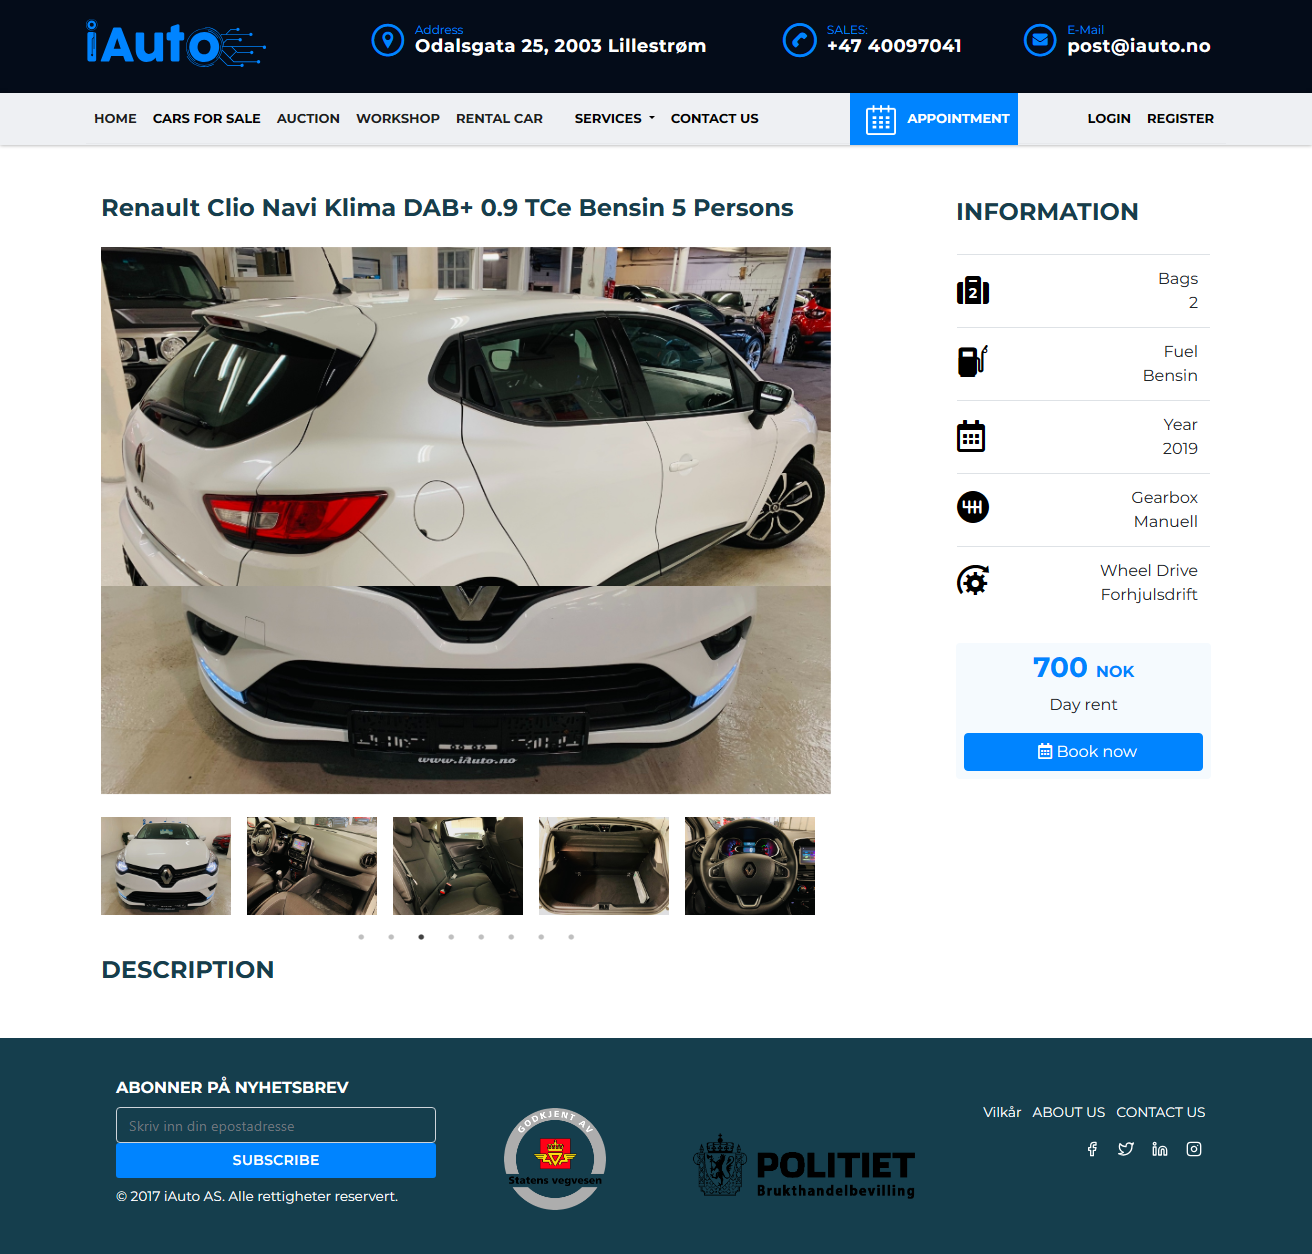 iAuto
Address
Odalsgata 25, 2003 Lillestrøm
SALES:
+47 40097041
E-Mail
post@iauto.no
HOME
CARS FOR SALE
AUCTION
WORKSHOP
RENTAL CAR
SERVICES
CONTACT US
APPOINTMENT
LOGIN
REGISTER
Renault Clio Navi Klima DAB+ 0.9 TCe Bensin 5 Persons
INFORMATION
2
Bags
2
Fuel
Bensin
Year
2019
Gearbox
Manuell
Wheel Drive
Forhjulsdrift
700 NOK
Day rent
Book now
CLIO
www.iAuto.no
DESCRIPTION
ABONNER PÅ NYHETSBREV
Skriv inn din epostadresse
SUBSCRIBE
© 2017 iAuto AS. Alle rettigheter reservert.
GODKJENT AV
Statens vegvesen
POLITIET
Brukthandelbevilling
Vilkår
ABOUT US
CONTACT US